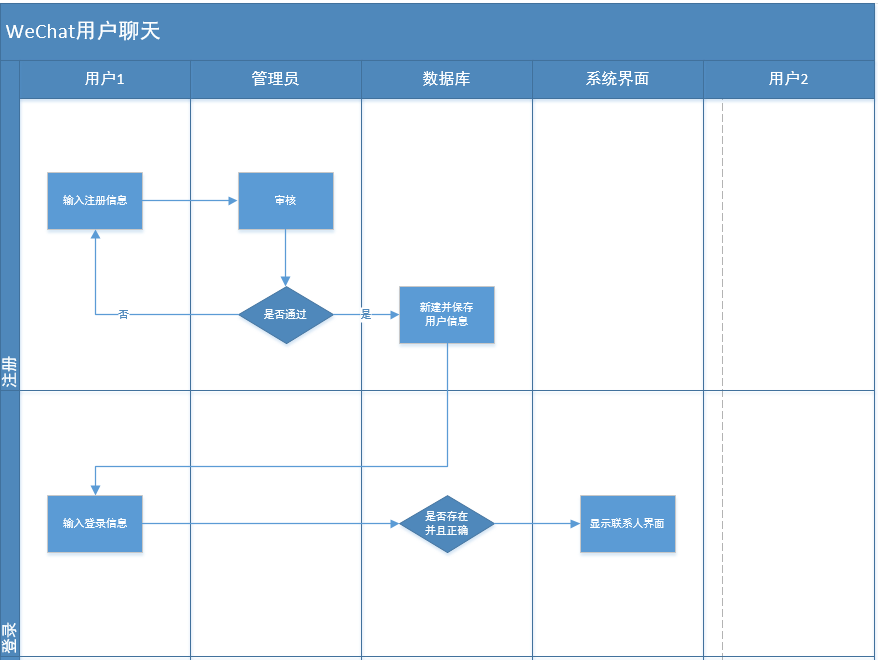 WeChat用户聊天
用户1
管理员
数据库
系统界面
用户2
注册
输入注册信息
审核
是否通过
否
是
新建并保存
用户信息
登录
输入登录信息
是否存在
并且正确
显示联系人界面